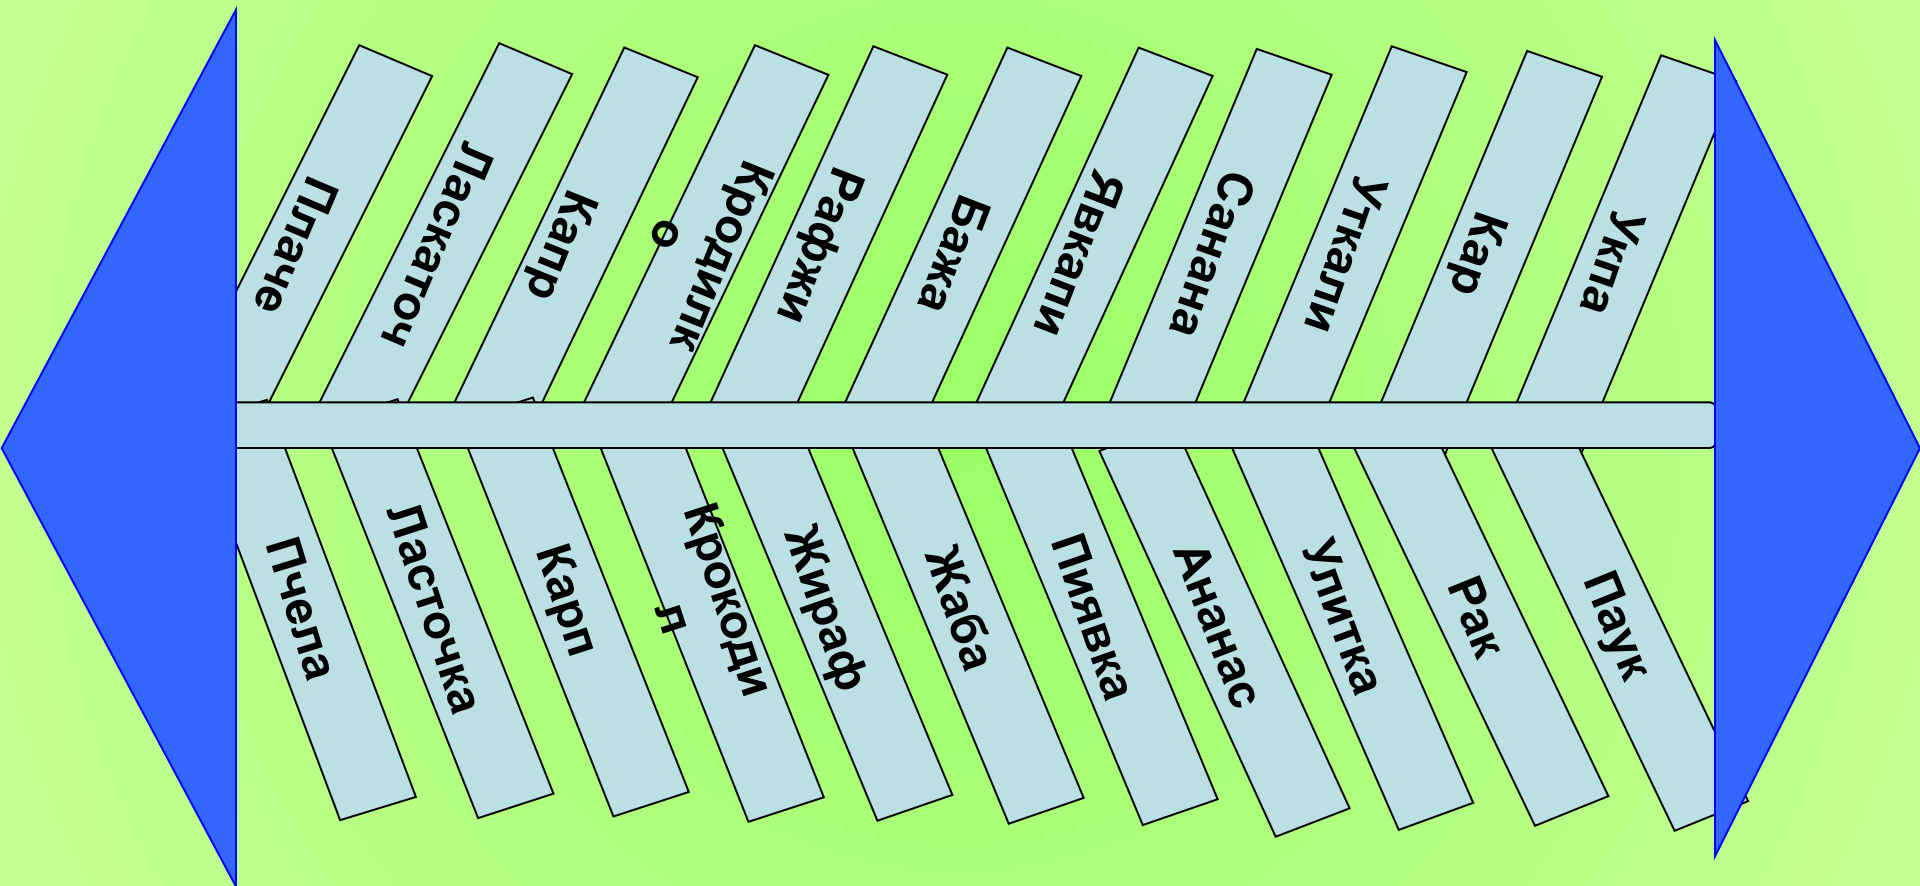 Плаче
Ласкаточ
Капр
Кродилк
о
Рафжи
Бажа
Явкапи
Санана
Уткали
Кар
Укпа
Пчела
Ласточка
Карп
Крокоди
л
Жираф
Жаба
Пиявка
Ананас
Улитка
Рак
Паук